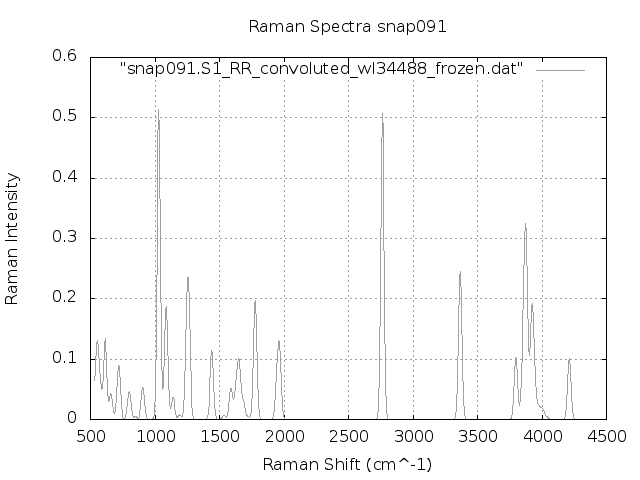 Raman Spectra snap091
"snap091.S1_RR_convoluted_wl34488_frozen.dat"
Raman Intensity
0.6
0.5
0.4
0.3
0.2
0.1
0
500 1000 1500 2000 2500 3000 3500 4000 4500
Raman Shift (cm^-1)